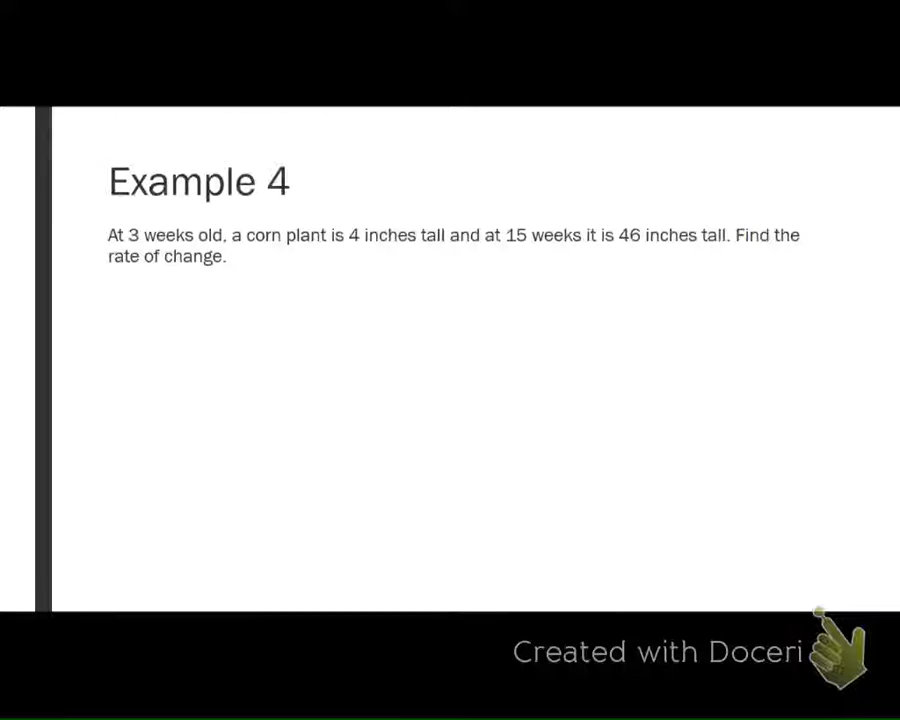 Example 4
At 3 weeks old, a corn plant is 4 inches tall and at 15 weeks it is 46 inches tall. Find the
rate of change.
Created with Doceri